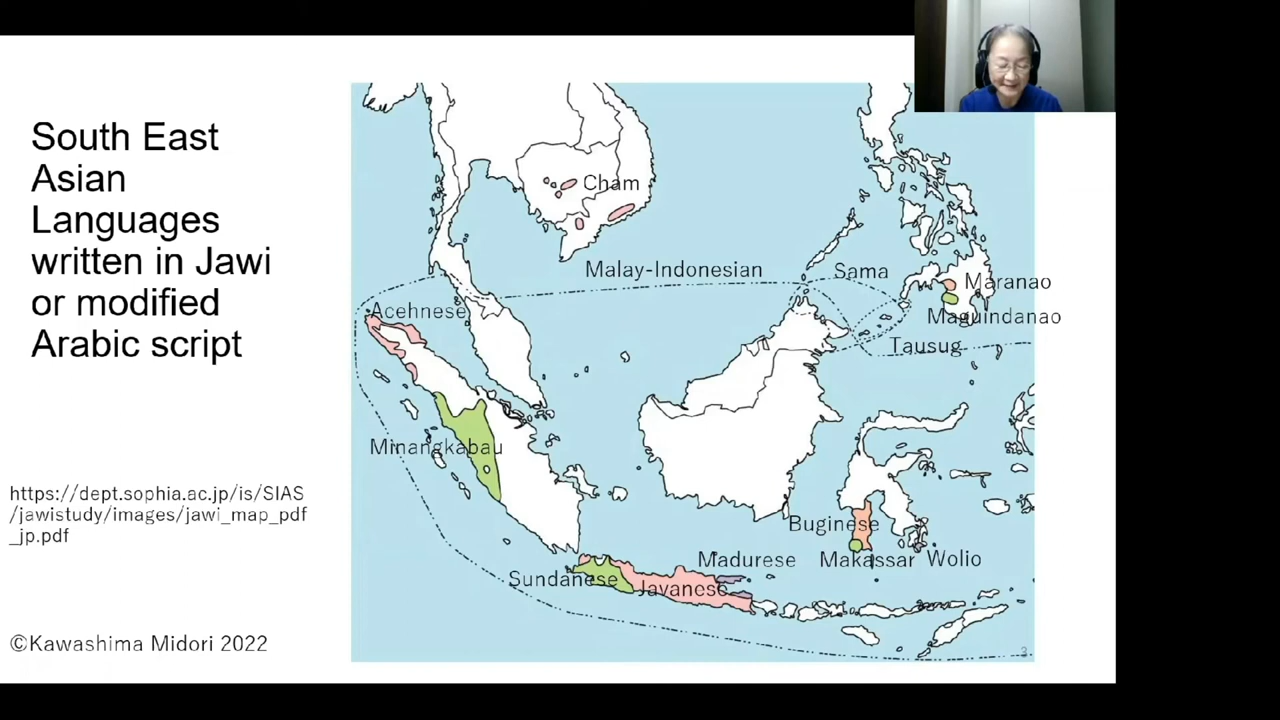 South East
Asian
Languages
written in Jawi
or modified
Arabic script
https://dept.sophia.ac.jp/is/SIAS
/jawistudy/images/jawi_map_pdf
_jp.pdf
©Kawashima Midori 2022
Cham
Malay-Indonesian
Sama
Maranao
Acehnese
Maguindanao
Tausug
Minangkabau
Buginese
Madurese
Makassar
Wolio
Sundanese
Javanese
3